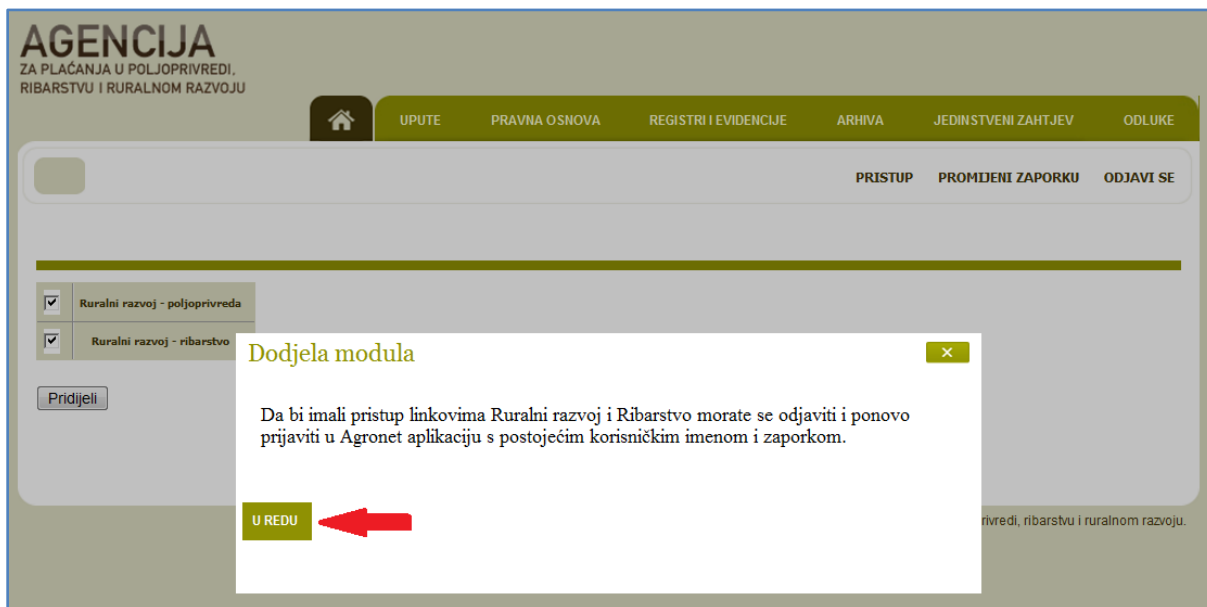 AGENCIJA
ZA PLAĆANJA U POLJOPRIVREDI,
RIBARSTVU I RURALNOM RAZVOJU
UPUTE PRAVNA OSNOVA REGISTRI I EVIDENCIJE ARHIVA JEDINSTVENI ZAHTJEV ODLUKE
PRISTUP PROMIJENI ZAPORKU ODJAVI SE
Ruralni razvoj - poljoprivreda
Ruralni razvoj - ribarstvo
Pridijeli
Dodjela modula
Da bi imali pristup linkovima Ruralni razvoj i Ribarstvo morate se odjaviti i ponovo
prijaviti u Agronet aplikaciju s postojećim korisničkim imenom i zaporkom.
U REDU
rivredi, ribarstvu i ruralnom razvoju.